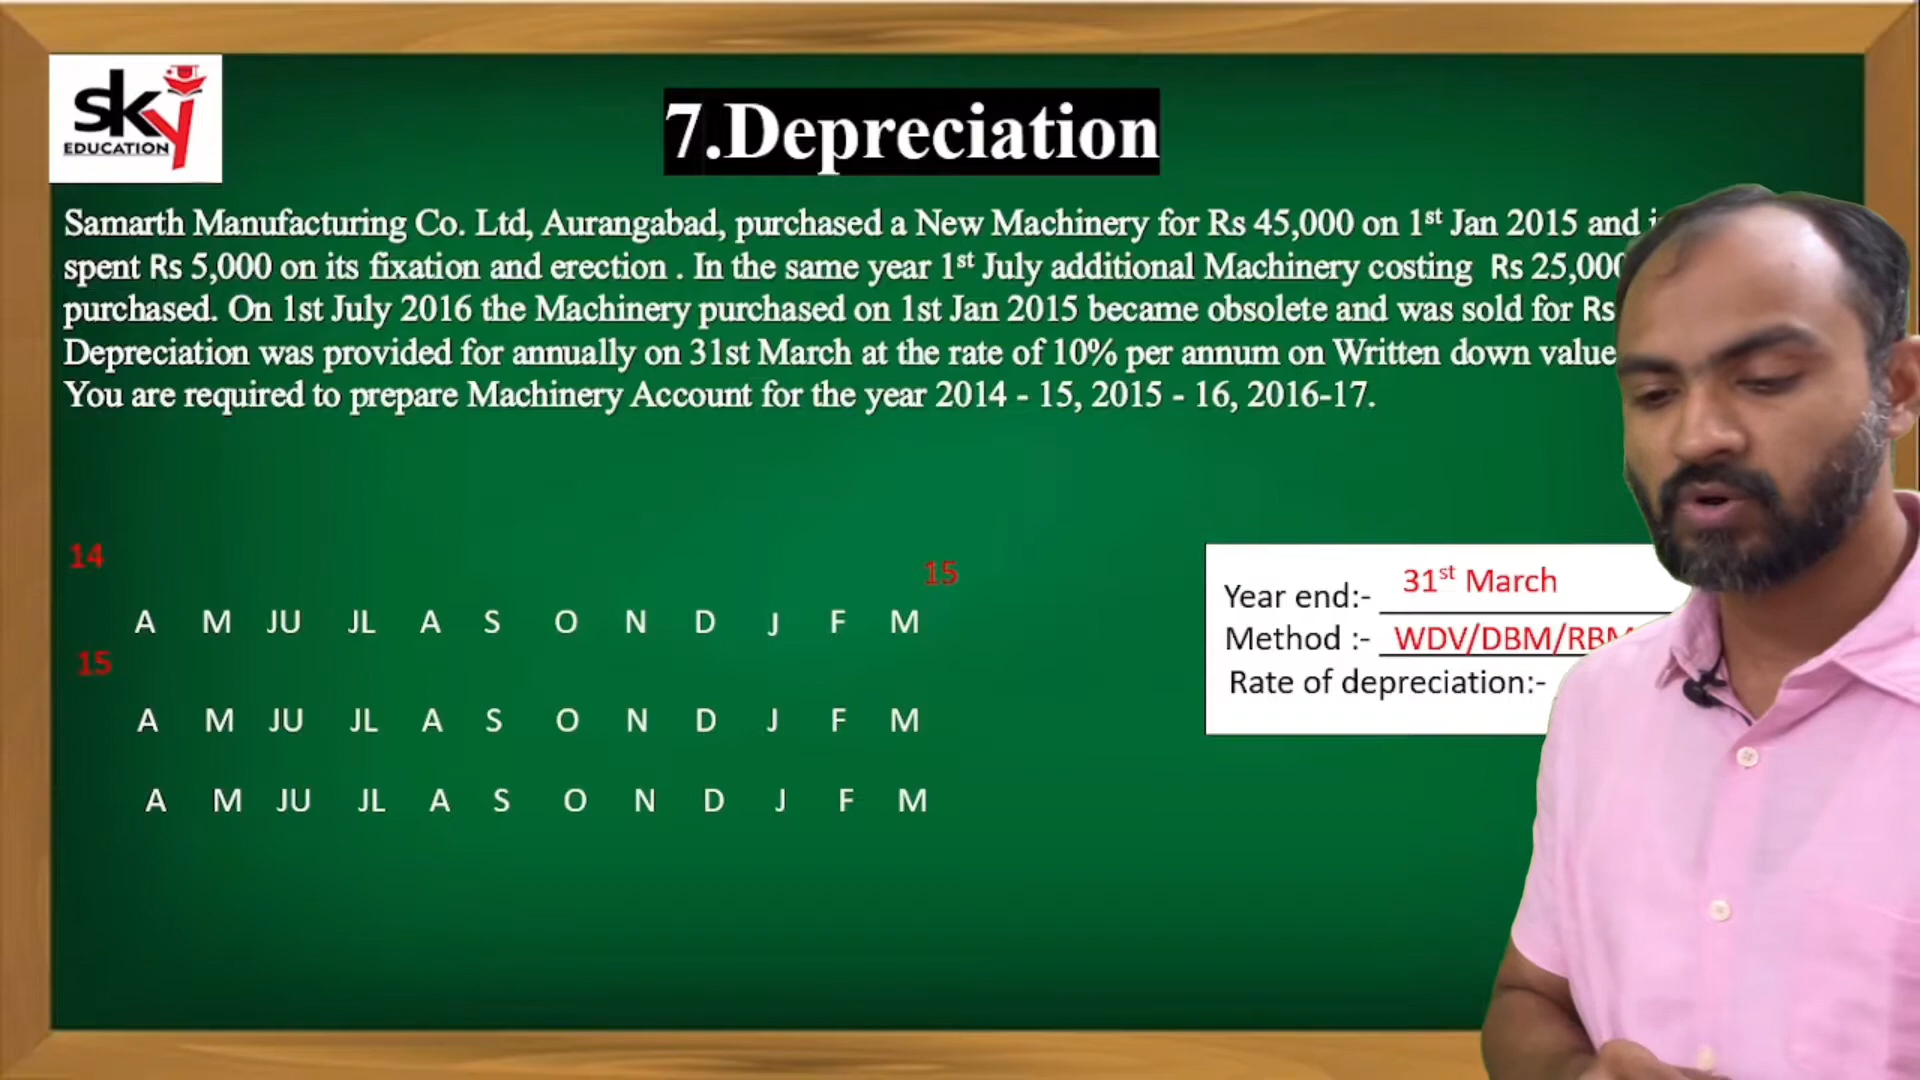 sky
EDUCATION
7.Depreciation
Samarth Manufacturing Co. Ltd, Aurangabad, purchased a New Machinery for Rs 45,000 on 1st Jan 2015 and
spent Rs 5,000 on its fixation and erection . In the same year 1st July additional Machinery costing Rs
purchased. On 1st July 2016 the Machinery purchased on 1st Jan 2015 became obsolete and was sold for Rs
Depreciation was provided for annually on 31st March at the rate of 10% per annum on Written down value
You are required to prepare Machinery Account for the year 2014 - 15, 2015 - 16, 2016-17.
14
15
A M JU JL A S O N D J F M
15
A M JU JL A S O N D J F M
A M JU JL A S O N D J F M
Year end:- 31st March
Method :- WDV/DBM/RBM
Rate of depreciation:-